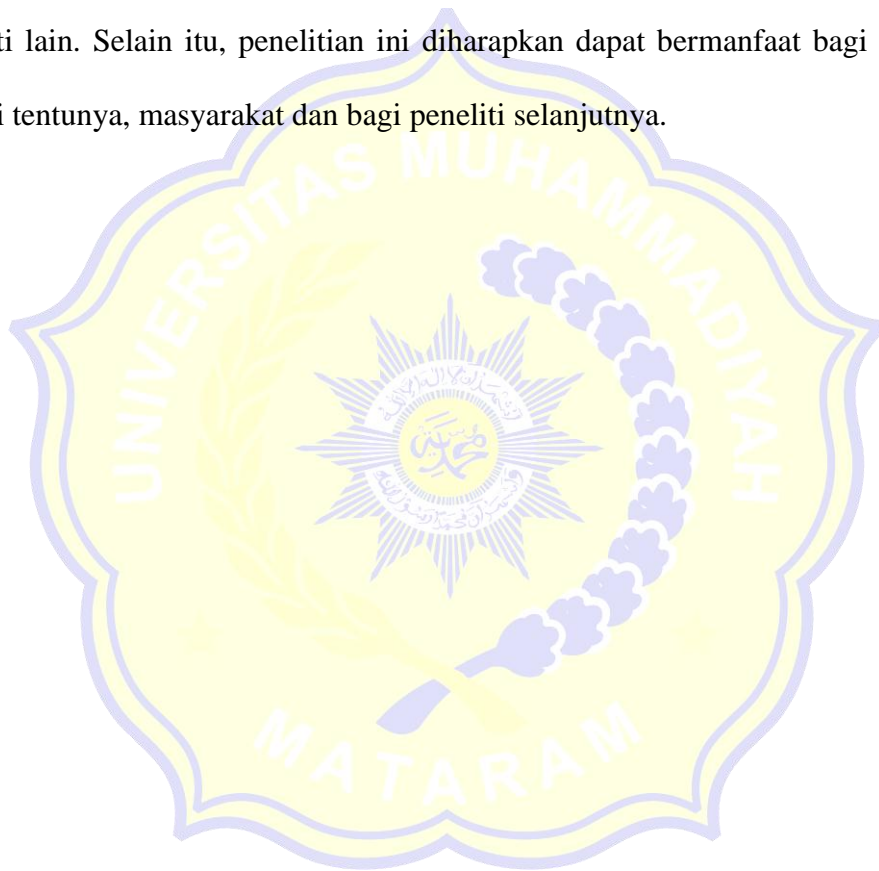 ti lain. Selain itu, penelitian ini diharapkan dapat bermanfaat bagi
i tentunya, masyarakat dan bagi peneliti selanjutnya.
UNIVERSITAS MUHAMMADIYAH
MATARAM